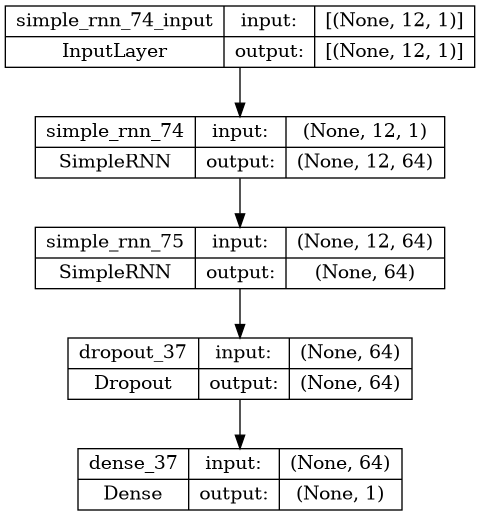 simple_rnn_74_input input: [(None, 12, 1)]
InputLayer output: [(None, 12, 1)]
simple_rnn_74 input: (None, 12, 1)
SimpleRNN output: (None, 12, 64)
simple_rnn_75 input: (None, 12, 64)
SimpleRNN output: (None, 64)
dropout_37 input: (None, 64)
Dropout output: (None, 64)
dense_37 input: (None, 64)
Dense output: (None, 1)